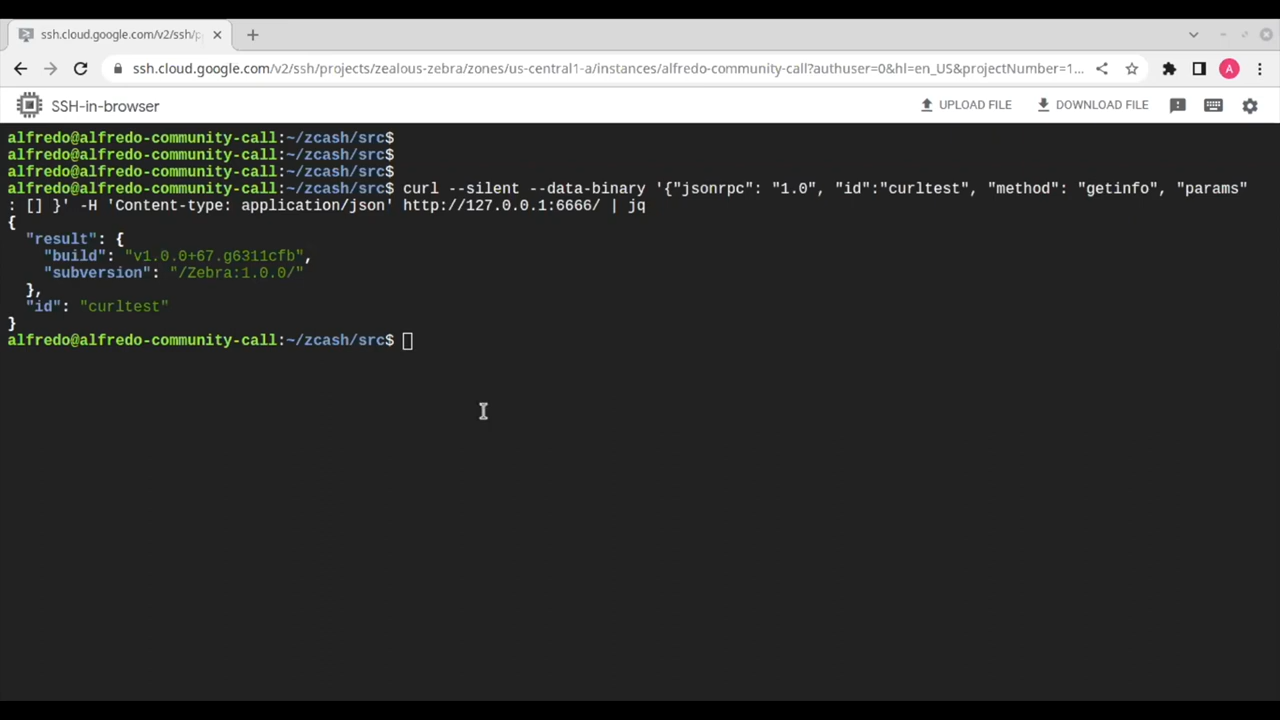 ssh.cloud.google.com/v2/ssh/p
ssh.cloud.google.com/v2/ssh/projects/zealous-zebra/zones/us-central1-a/instances/alfredo-community-call?authuser=0&hl=en_US&projectNumber=1...
A
SSH-in-browser
UPLOAD FILE
DOWNLOAD FILE
alfredo@alfredo-community-call:~/zcash/src$
alfredo@alfredo-community-call:~/zcash/src$
alfredo@alfredo-community-call:~/zcash/src$
alfredo@alfredo-community-call:~/zcash/src$ curl --silent --data-binary '{"jsonrpc": "1.0", "id":"curltest", "method": "getinfo", "params"
: [] }' -H 'Content-type: application/json' http://127.0.0.1:6666/ | jq
{
  "result": {
    "build": "v1.0.0+67.g6311cfb",
    "subversion": "/Zebra:1.0.0/"
  },
  "id": "curltest"
}
alfredo@alfredo-community-call:~/zcash/src$